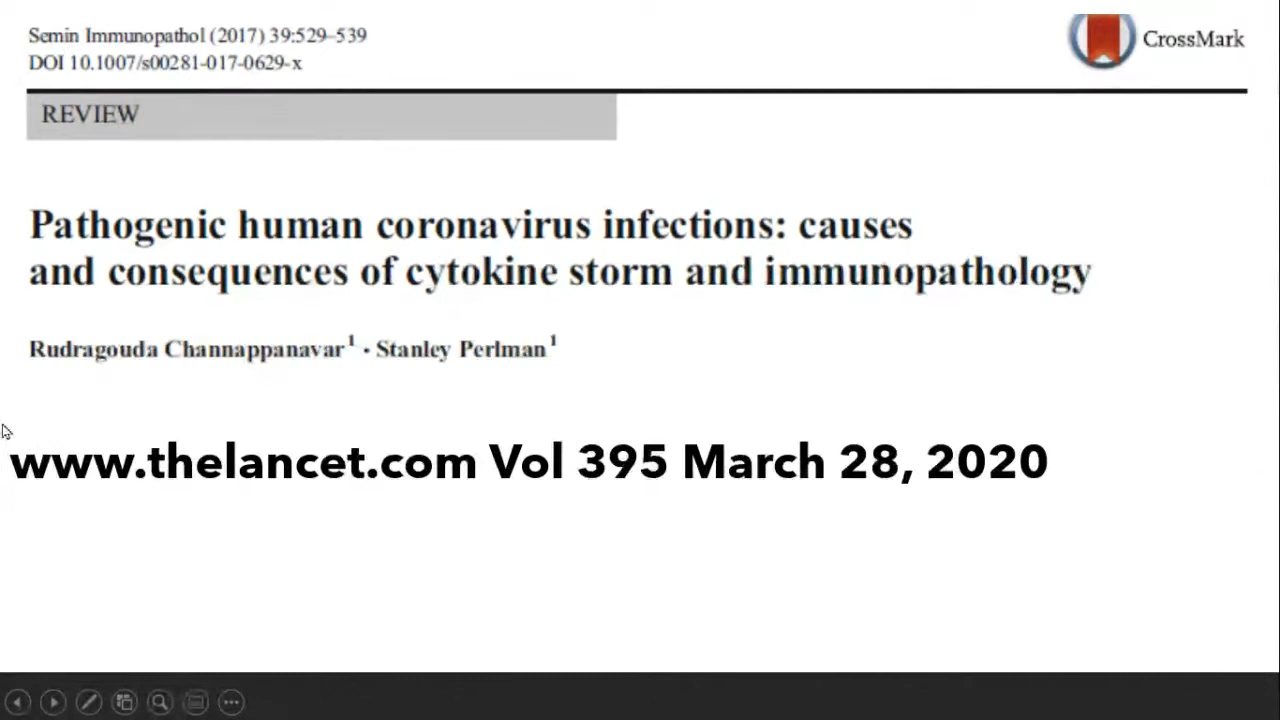 Semin Immunopathol (2017) 39:529–539
DOI 10.1007/s00281-017-0629-x
CrossMark
REVIEW
Pathogenic human coronavirus infections: causes
and consequences of cytokine storm and immunopathology
Rudragouda Channappanavar¹ · Stanley Perlman¹
www.thelancet.com Vol 395 March 28, 2020